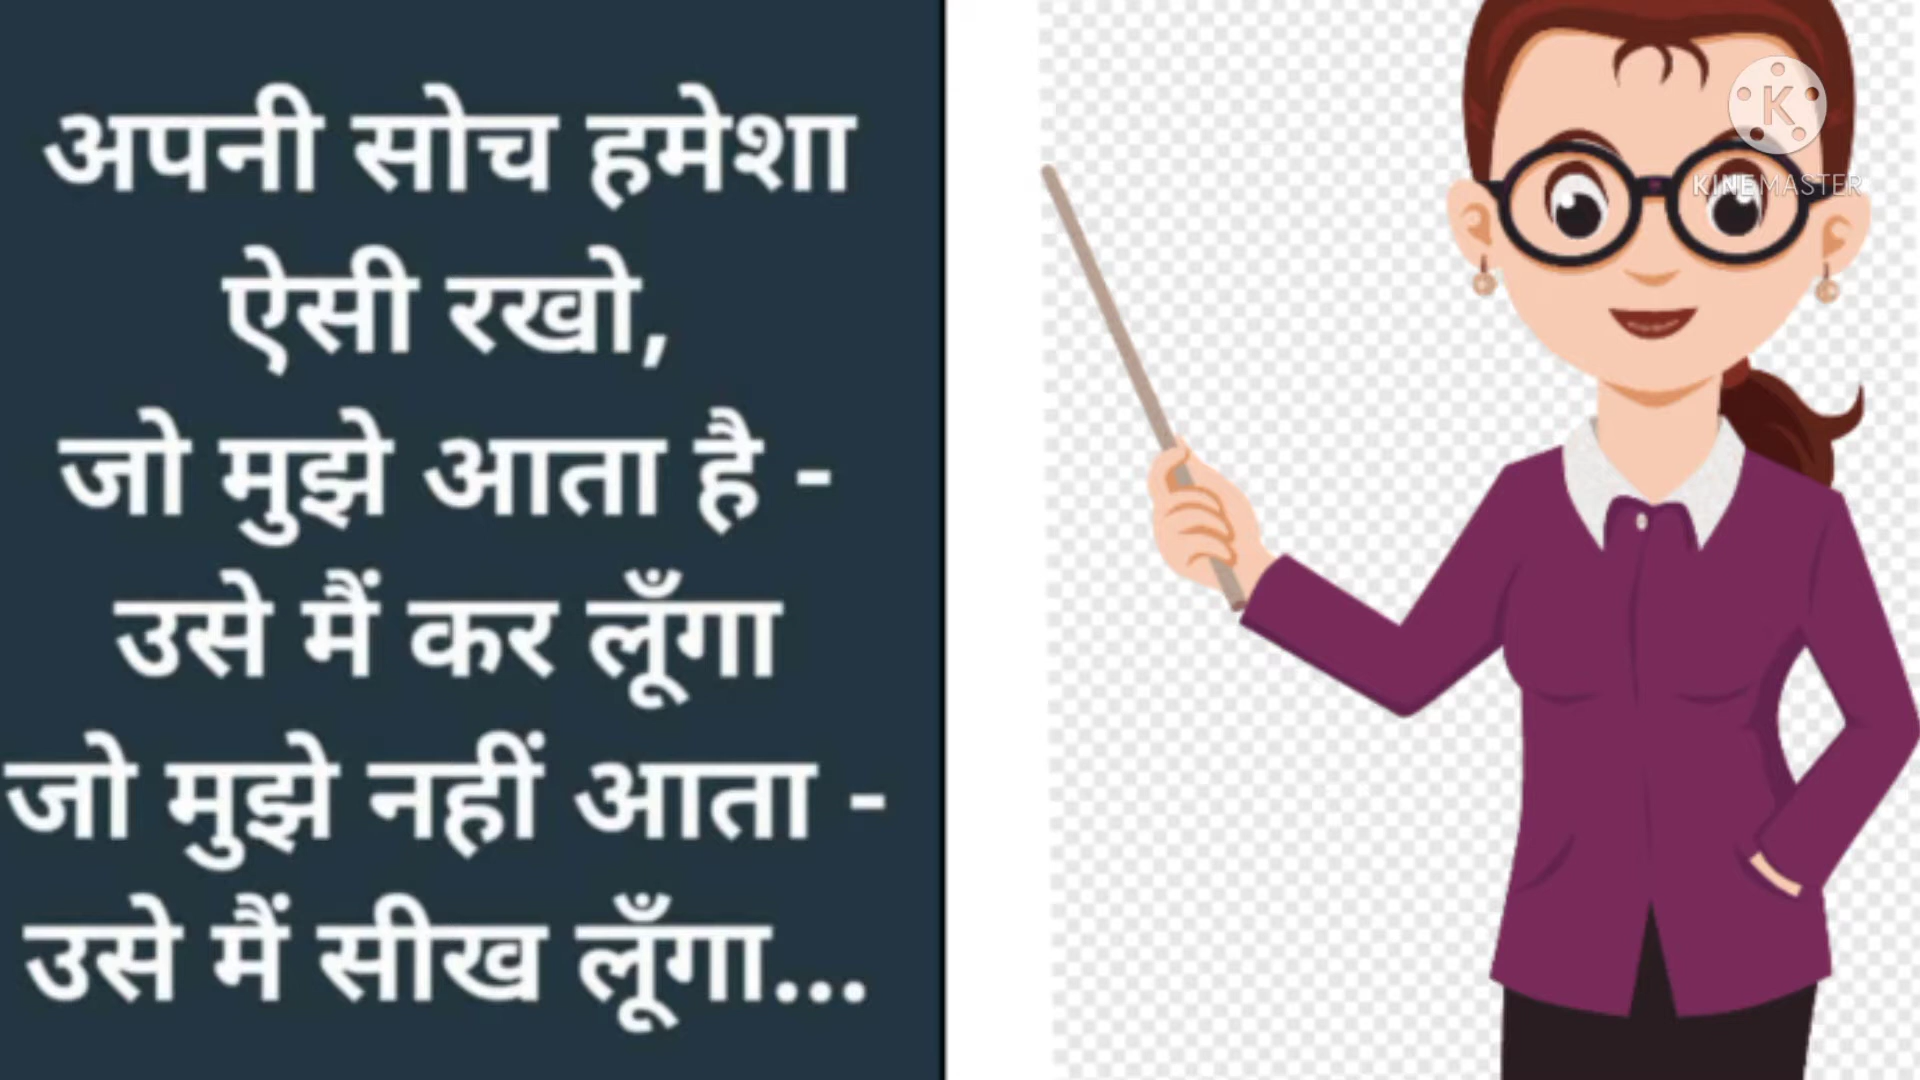 अपनी सोच हमेशा
ऐसी रखो,
जो मुझे आता है -
उसे मैं कर लूँगा
जो मुझे नहीं आता -
उसे मैं सीख लूँगा...
K
KINEMASTER